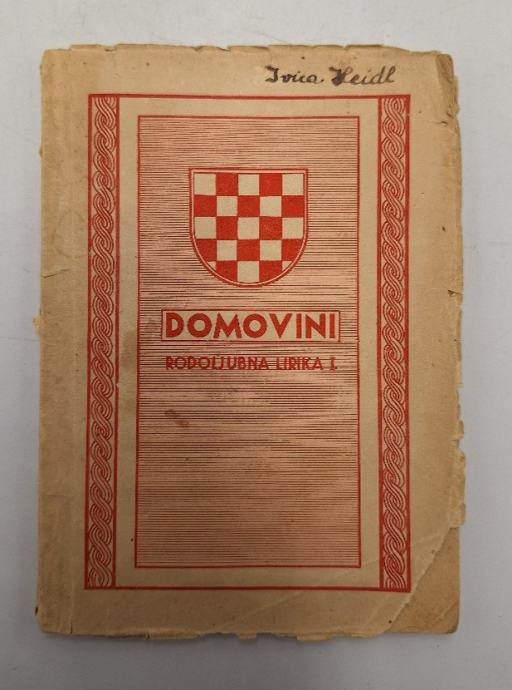 Ivica Heidl
DOMOVINI
RODOLJUBNA LIRIKA I.